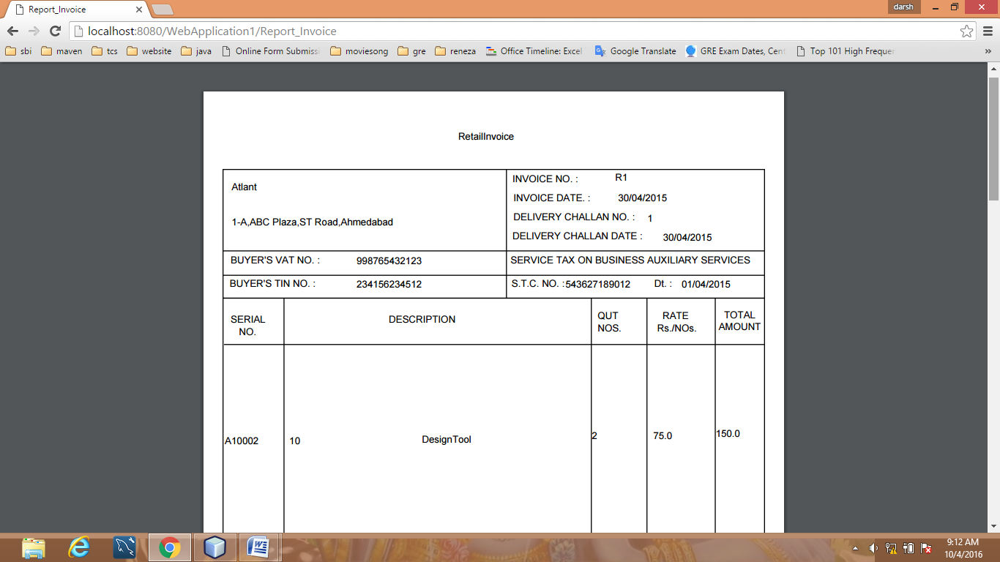 Report_Invoice
darsh
localhost:8080/WebApplication1/Report_Invoice
sbi maven tcs website java Online Form Submissi moviesong gre reneza Office Timeline: Excel Google Translate GRE Exam Dates, Cent Top 101 High Frequer »
RetailInvoice
Atlant
1-A,ABC Plaza,ST Road,Ahmedabad
INVOICE NO. : R1
INVOICE DATE. : 30/04/2015
DELIVERY CHALLAN NO. : 1
DELIVERY CHALLAN DATE : 30/04/2015
BUYER'S VAT NO. : 998765432123 SERVICE TAX ON BUSINESS AUXILIARY SERVICES
BUYER'S TIN NO. : 234156234512 S.T.C. NO. :543627189012 Dt. : 01/04/2015
SERIAL NO. DESCRIPTION QUT NOS. RATE Rs./NOs. TOTAL AMOUNT
A10002 10 DesignTool 2 75.0 150.0
9:12 AM
10/4/2016